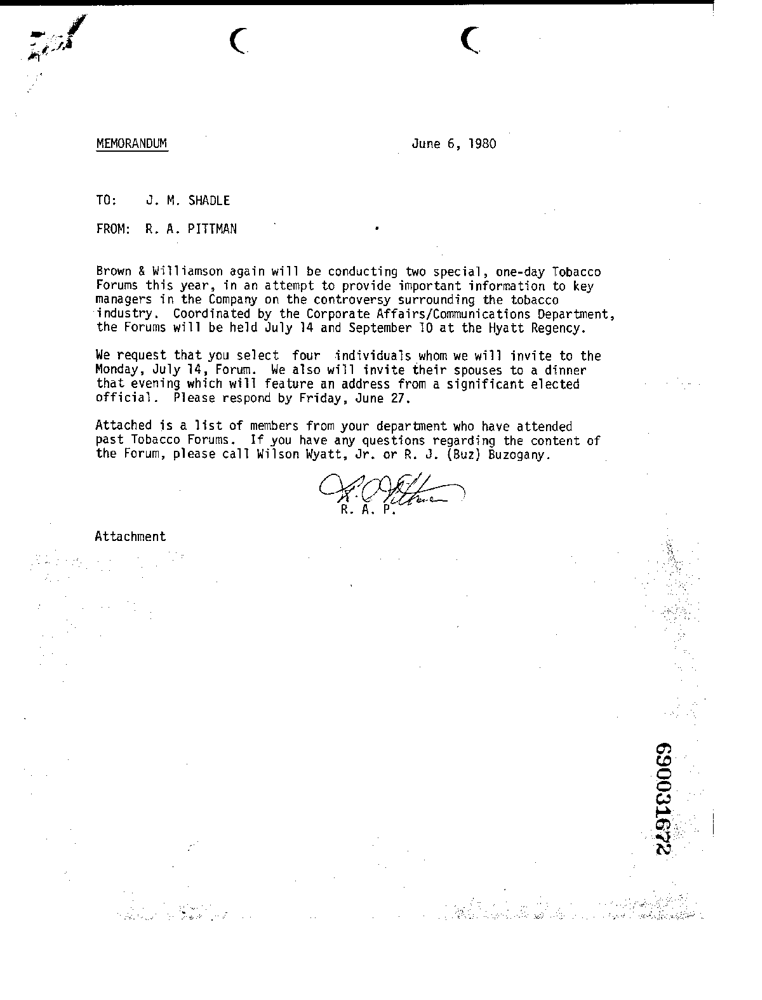 MEMORANDUM June 6, 1980
TO: J. M. SHADLE
FROM: R. A. PITTMAN
Brown & Williamson again will be conducting two special, one-day Tobacco
Forums this year, in an attempt to provide important information to key
managers in the Company on the controversy surrounding the tobacco
industry. Coordinated by the Corporate Affairs/Communications Department,
the Forums will be held July 14 and September 10 at the Hyatt Regency.
We request that you select four individuals whom we will invite to the
Monday, July 14, Forum. We also will invite their spouses to a dinner
that evening which will feature an address from a significant elected
official. Please respond by Friday, June 27.
Attached is a list of members from your department who have attended
past Tobacco Forums. If you have any questions regarding the content of
the Forum, please call Wilson Wyatt, Jr. or R. J. (Buz) Buzogany.
R. A. Pittman
R. A. P.
Attachment
690031672